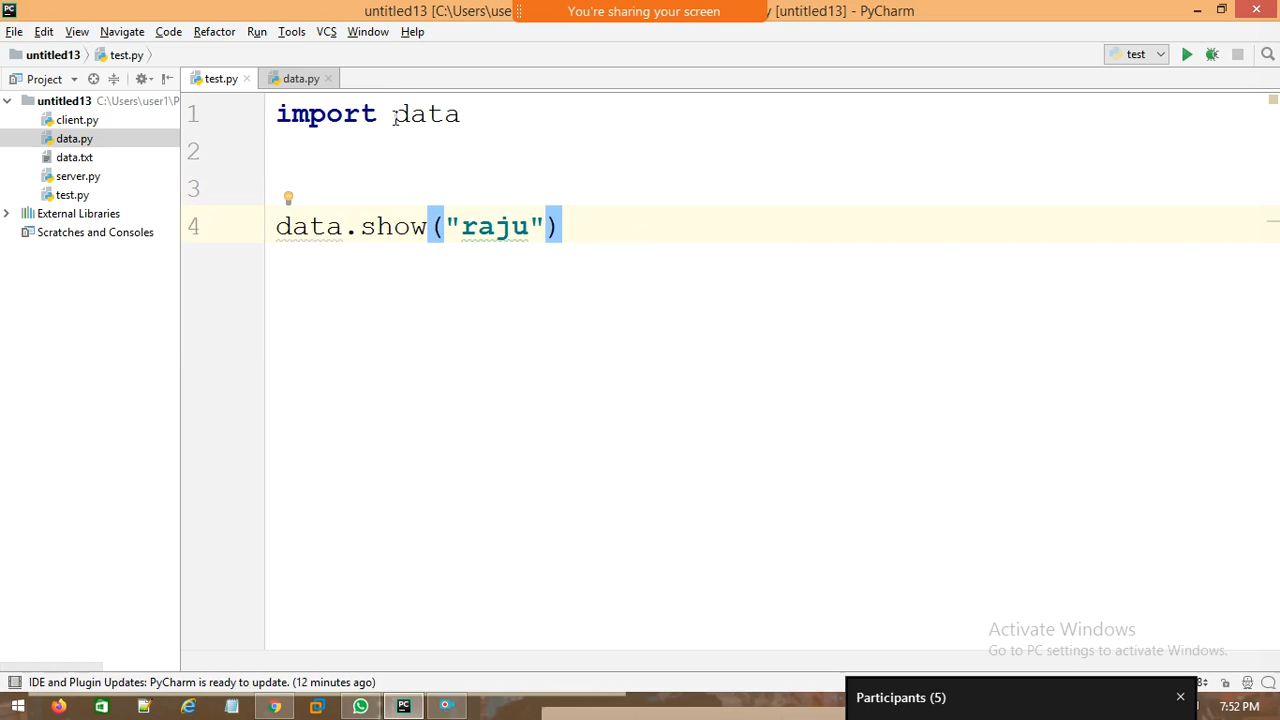 PC
untitled13 [C:\Users\use
You're sharing your screen
[untitled13] - PyCharm
File Edit View Navigate Code Refactor Run Tools VCS Window Help
untitled13 test.py
test
Project
test.py data.py
untitled13 C:\Users\user1\P
client.py
data.py
data.txt
server.py
test.py
External Libraries
Scratches and Consoles
1 import data
2
3
4 data.show("raju")
Activate Windows
Go to PC settings to activate Windows.
IDE and Plugin Updates: PyCharm is ready to update. (12 minutes ago)
Participants (5)
7:52 PM